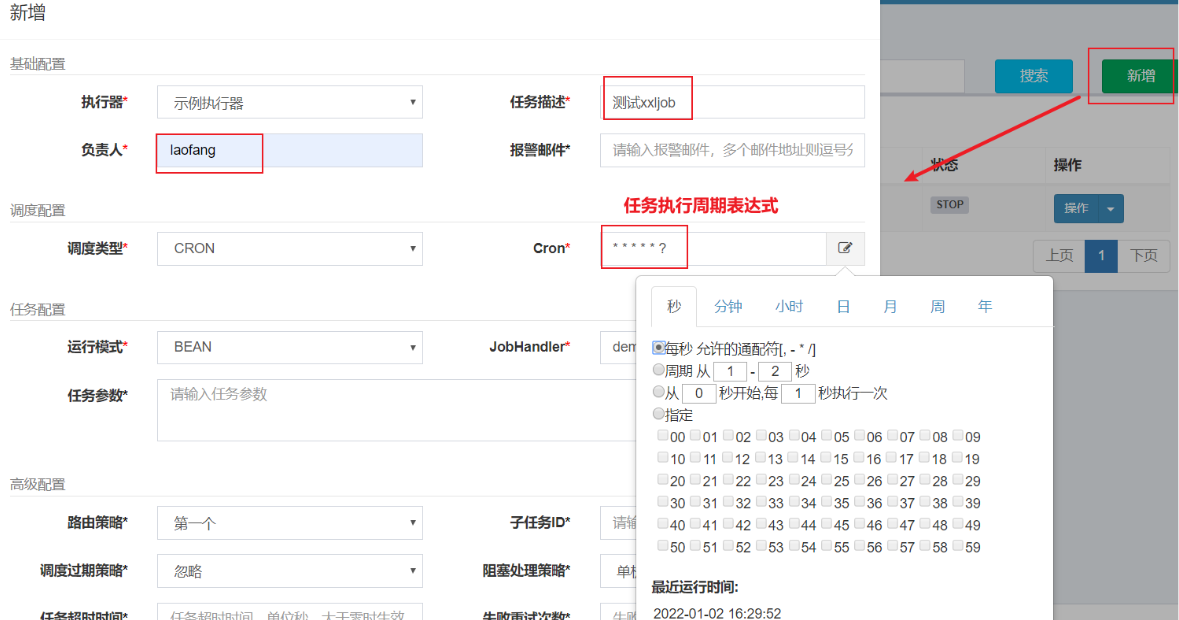 新增
搜索
新增
基础配置
执行器* 示例执行器 任务描述* 测试xxljob
负责人* laofang 报警邮件* 请输入报警邮件，多个邮件地址则逗号分
状态 操作
STOP 操作
上页 1 下页
调度配置
任务执行周期表达式
调度类型* CRON Cron* * * * * * ?
任务配置
运行模式* BEAN JobHandler* dem
任务参数* 请输入任务参数
秒 分钟 小时 日 月 周 年
每秒 允许的通配符[, - * /]
周期 从 1 - 2 秒
从 0 秒开始,每 1 秒执行一次
指定
00 01 02 03 04 05 06 07 08 09
10 11 12 13 14 15 16 17 18 19
20 21 22 23 24 25 26 27 28 29
30 31 32 33 34 35 36 37 38 39
40 41 42 43 44 45 46 47 48 49
50 51 52 53 54 55 56 57 58 59
最近运行时间:
2022-01-02 16:29:52
高级配置
路由策略* 第一个 子任务ID* 请输
调度过期策略* 忽略 阻塞处理策略* 单机
任务超时时间* 任务超时时间，单位秒，大于零时生效 失败重试次数* 失败